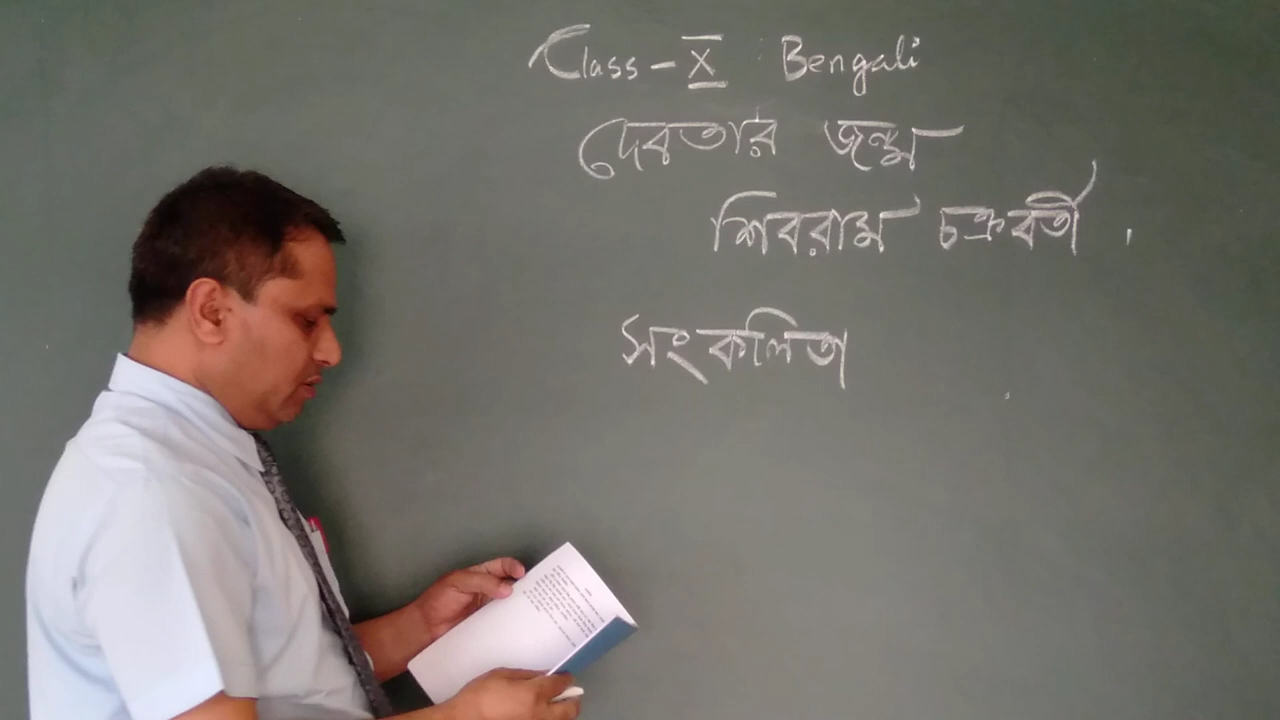 Class - X Bengali
দেবতার জন্ম
শিবরাম চক্রবর্তী .
সংকলিতা